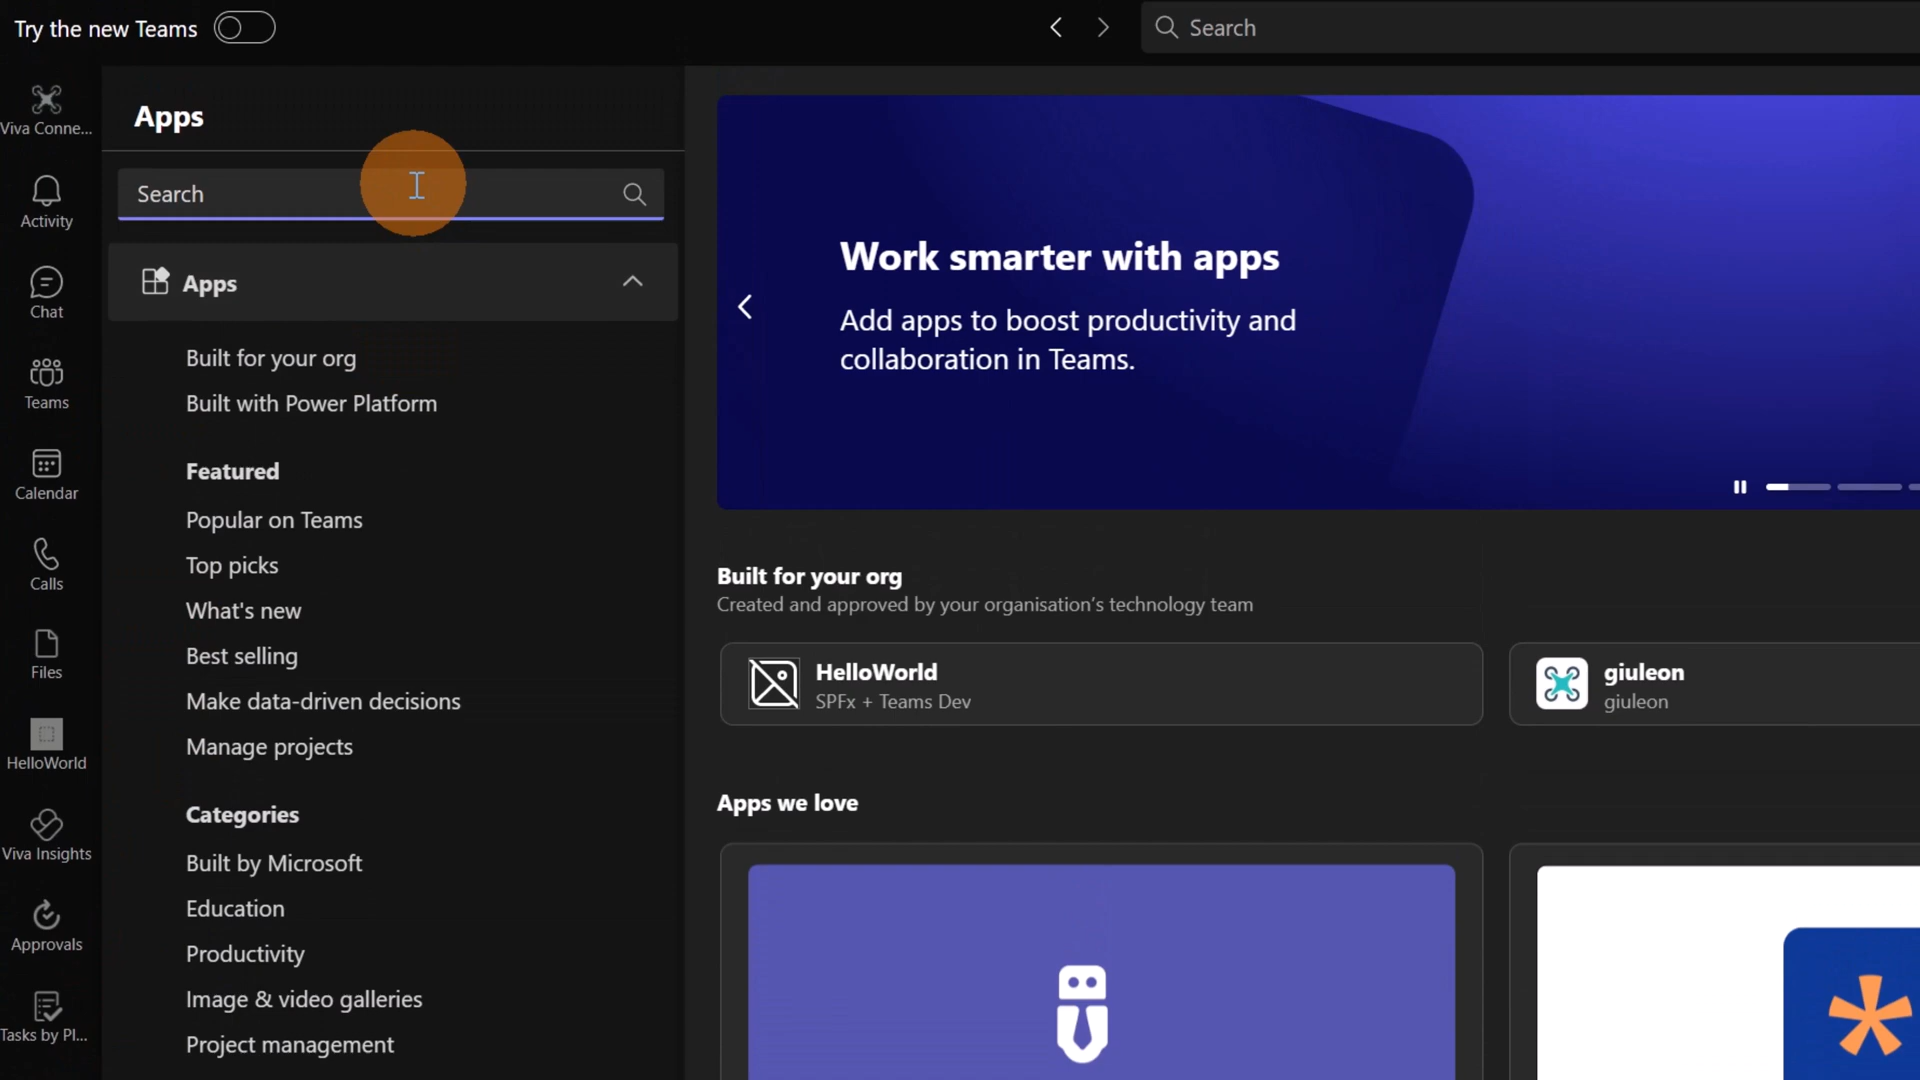 Try the new Teams
Search
Viva Conne...
Activity
Chat
Teams
Calendar
Calls
Files
HelloWorld
Viva Insights
Approvals
Tasks by Pl...
Apps
Search
Apps
Built for your org
Built with Power Platform
Featured
Popular on Teams
Top picks
What's new
Best selling
Make data-driven decisions
Manage projects
Categories
Built by Microsoft
Education
Productivity
Image & video galleries
Project management
Work smarter with apps
Add apps to boost productivity and
collaboration in Teams.
Built for your org
Created and approved by your organisation's technology team
HelloWorld
SPFx + Teams Dev
giuleon
giuleon
Apps we love